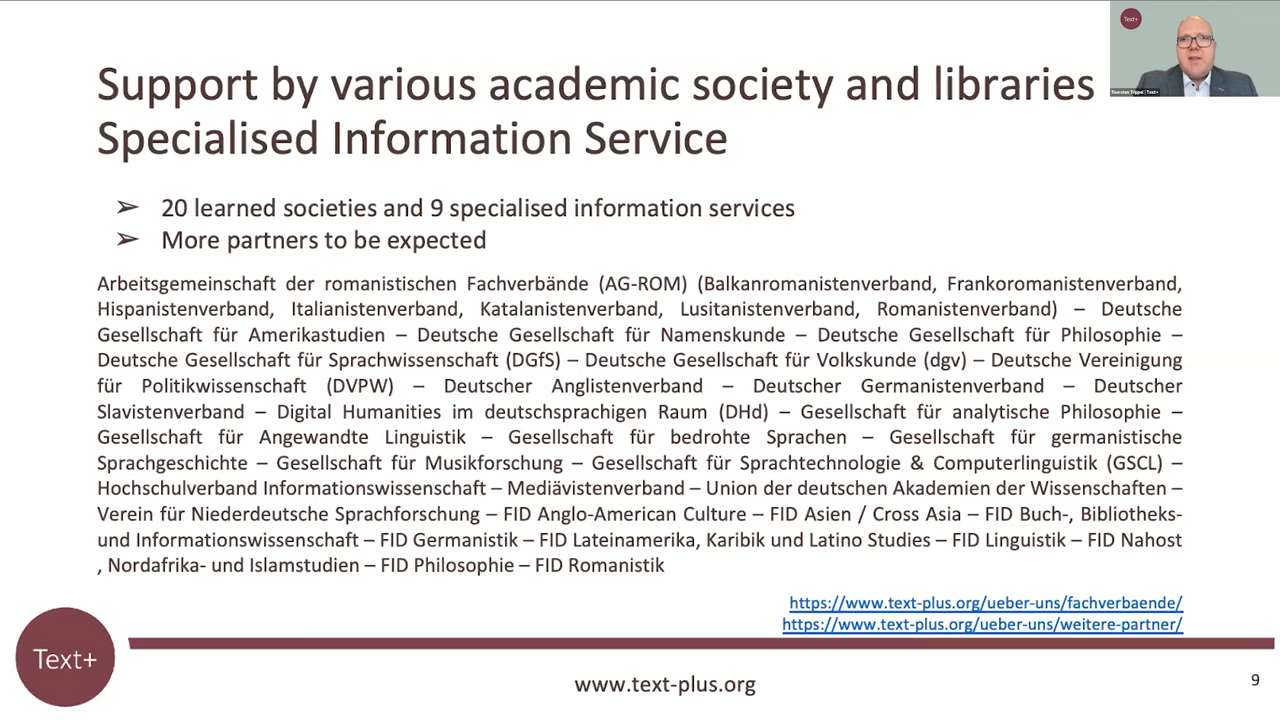 Support by various academic society and libraries
Specialised Information Service
➢ 20 learned societies and 9 specialised information services
➢ More partners to be expected
Arbeitsgemeinschaft der romanistischen Fachverbände (AG-ROM) (Balkanromanistenverband, Frankoromanistenverband,
Hispanistenverband, Italianistenverband, Katalanistenverband, Lusitanistenverband, Romanistenverband) – Deutsche
Gesellschaft für Amerikastudien – Deutsche Gesellschaft für Namenskunde – Deutsche Gesellschaft für Philosophie –
Deutsche Gesellschaft für Sprachwissenschaft (DGfS) – Deutsche Gesellschaft für Volkskunde (dgv) – Deutsche Vereinigung
für Politikwissenschaft (DVPW) – Deutscher Anglistenverband – Deutscher Germanistenverband – Deutscher
Slavistenverband – Digital Humanities im deutschsprachigen Raum (DHd) – Gesellschaft für analytische Philosophie –
Gesellschaft für Angewandte Linguistik – Gesellschaft für bedrohte Sprachen – Gesellschaft für germanistische
Sprachgeschichte – Gesellschaft für Musikforschung – Gesellschaft für Sprachtechnologie & Computerlinguistik (GSCL) –
Hochschulverband Informationswissenschaft – Mediävistenverband – Union der deutschen Akademien der Wissenschaften –
Verein für Niederdeutsche Sprachforschung – FID Anglo-American Culture – FID Asien / Cross Asia – FID Buch-, Bibliotheks-
und Informationswissenschaft – FID Germanistik – FID Lateinamerika, Karibik und Latino Studies – FID Linguistik – FID Nahost
, Nordafrika- und Islamstudien – FID Philosophie – FID Romanistik
https://www.text-plus.org/ueber-uns/fachverbaende/
https://www.text-plus.org/ueber-uns/weitere-partner/
Text+
www.text-plus.org
9
Text+
Thorsten Trippel | Text+